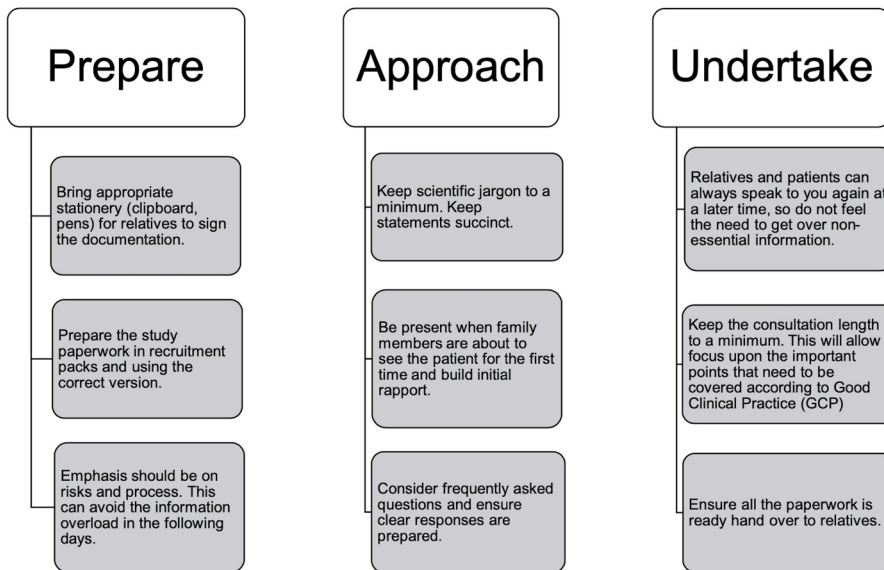 Prepare
Bring appropriate
stationery (clipboard,
pens) for relatives to sign
the documentation.
Prepare the study
paperwork in recruitment
packs and using the
correct version.
Emphasis should be on
risks and process. This
can avoid the information
overload in the following
days.
Approach
Keep scientific jargon to a
minimum. Keep
statements succinct.
Be present when family
members are about to
see the patient for the first
time and build initial
rapport.
Consider frequently asked
questions and ensure
clear responses are
prepared.
Undertake
Relatives and patients can
always speak to you again at
a later time, so do not feel
the need to get over non-
essential information.
Keep the consultation length
to a minimum. This will allow
focus upon the important
points that need to be
covered according to Good
Clinical Practice (GCP)
Ensure all the paperwork is
ready hand over to relatives.